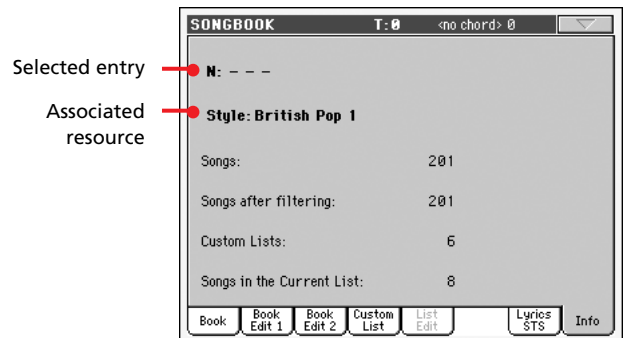 SONGBOOK T:0 <no chord> 0
Selected entry
N: - - -
Associated
resource
Style: British Pop 1
Songs: 201
Songs after filtering: 201
Custom Lists: 6
Songs in the Current List: 8
Book
Book
Edit 1
Book
Edit 2
Custom
List
List
Edit
Lyrics
STS
Info